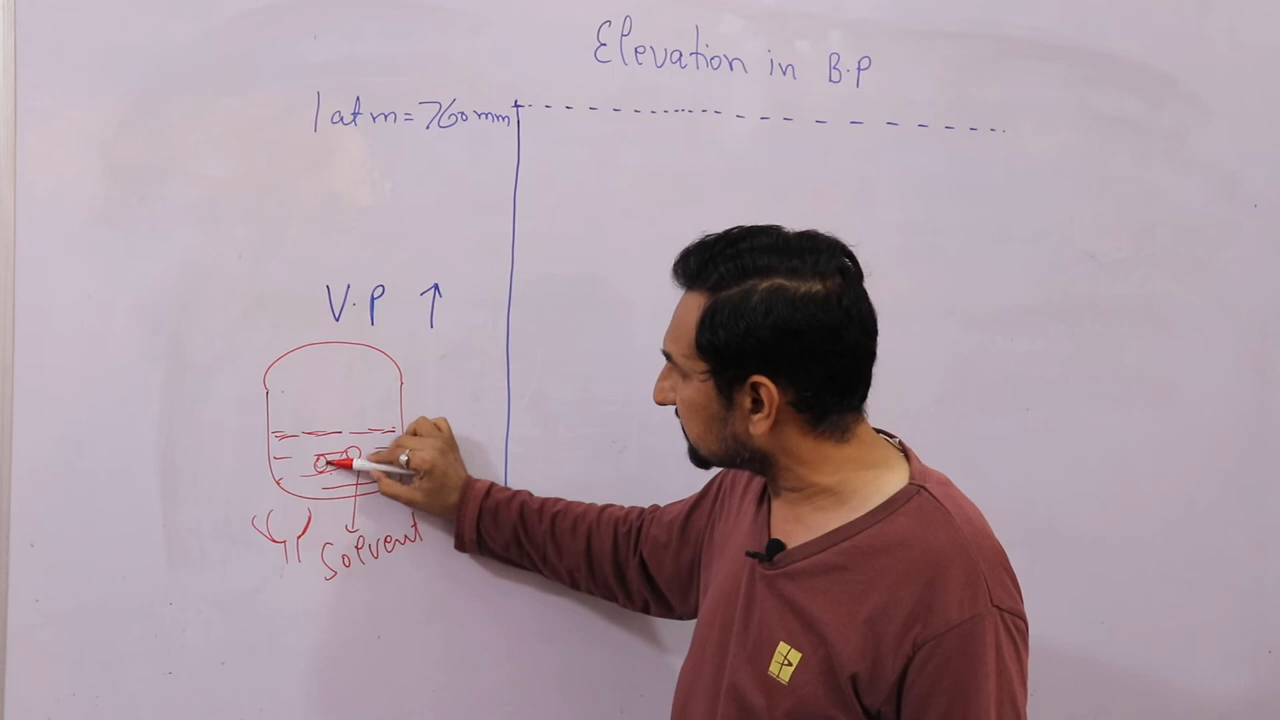 Elevation in B.P
1 atm = 760 mm
V.P ↑
Solvent